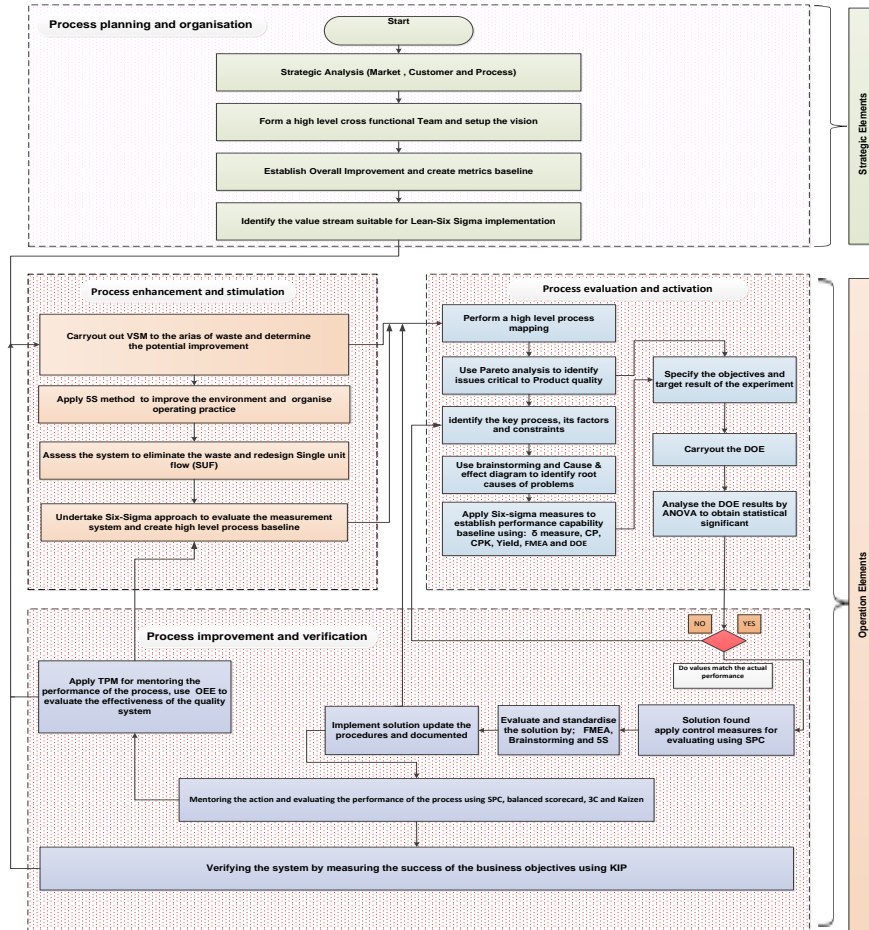 Process planning and organisation
Start
Strategic Analysis (Market , Customer and Process)
Form a high level cross functional Team and setup the vision
Establish Overall Improvement and create metrics baseline
Identify the value stream suitable for Lean-Six Sigma implementation
Strategic Elements
Process enhancement and stimulation
Carryout out VSM to the arias of waste and determine
the potential improvement
Apply 5S method to improve the environment and organise
operating practice
Assess the system to eliminate the waste and redesign Single unit
flow (SUF)
Undertake Six-Sigma approach to evaluate the measurement
system and create high level process baseline
Process evaluation and activation
Perform a high level process
mapping
Use Pareto analysis to identify
issues critical to Product quality
identify the key process, its factors
and constraints
Use brainstorming and Cause &
effect diagram to identify root
causes of problems
Apply Six-sigma measures to
establish performance capability
baseline using: δ measure, CP,
CPK, Yield, FMEA and DOE
Specify the objectives and
target result of the experiment
Carryout the DOE
Analyse the DOE results by
ANOVA to obtain statistical
significant
Operation Elements
NO
YES
Do values match the actual
performance
Process improvement and verification
Apply TPM for mentoring the
performance of the process, use OEE to
evaluate the effectiveness of the quality
system
Implement solution update the
procedures and documented
Evaluate and standardise
the solution by; FMEA,
Brainstorming and 5S
Solution found
apply control measures for
evaluating using SPC
Mentoring the action and evaluating the performance of the process using SPC, balanced scorecard, 3C and Kaizen
Verifying the system by measuring the success of the business objectives using KIP